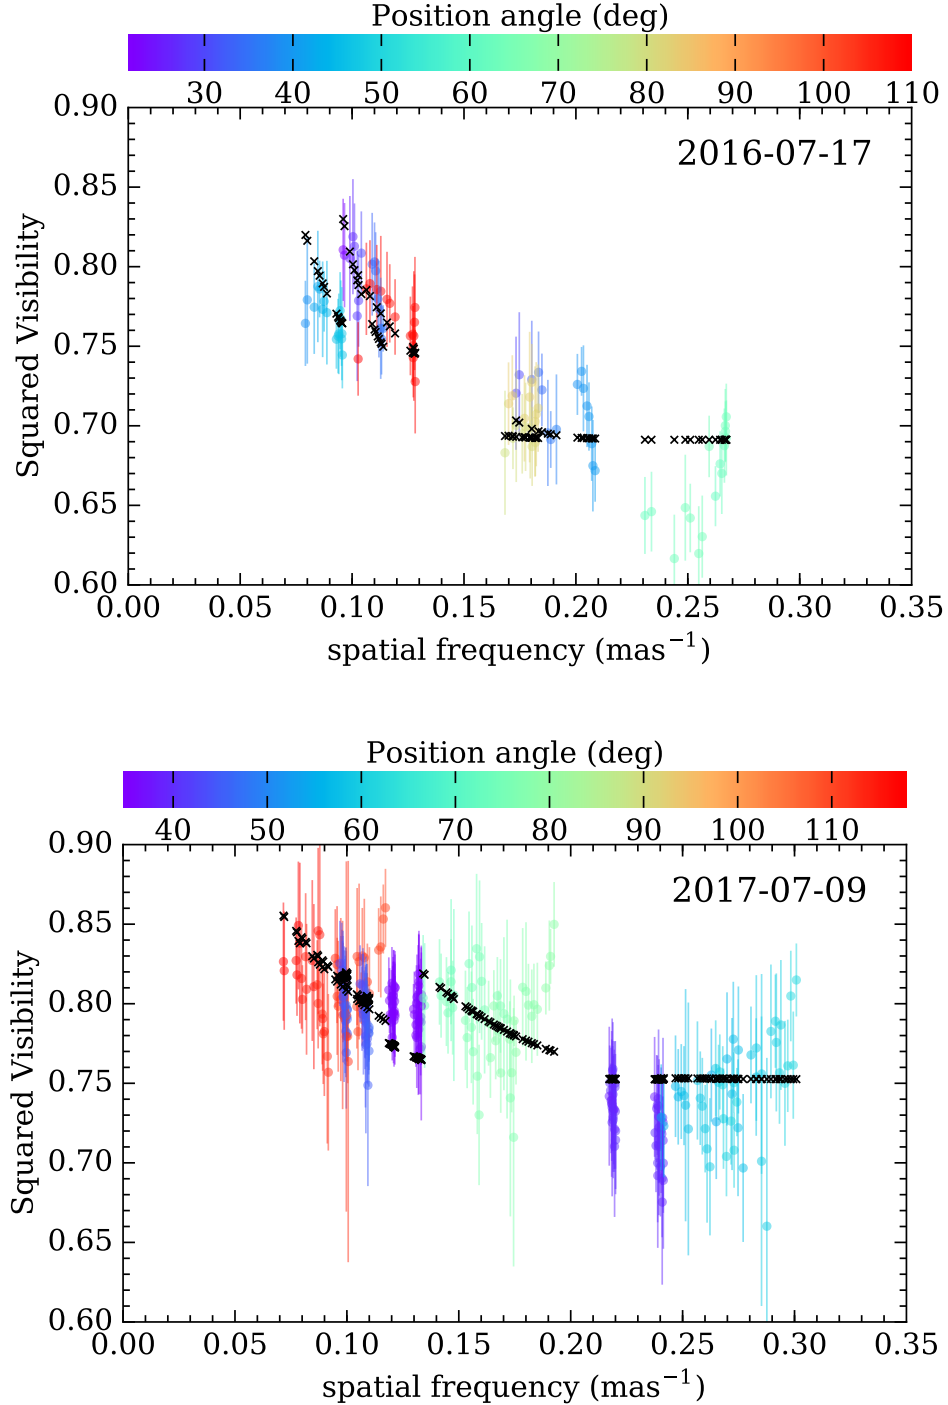 Position angle (deg)
30 40 50 60 70 80 90 100 110
0.90
2016-07-17
0.85
0.80
0.75
0.70
0.65
0.60
Squared Visibility
0.00 0.05 0.10 0.15 0.20 0.25 0.30 0.35
spatial frequency (mas⁻¹)
Position angle (deg)
40 50 60 70 80 90 100 110
0.90
2017-07-09
0.85
0.80
0.75
0.70
0.65
0.60
Squared Visibility
0.00 0.05 0.10 0.15 0.20 0.25 0.30 0.35
spatial frequency (mas⁻¹)